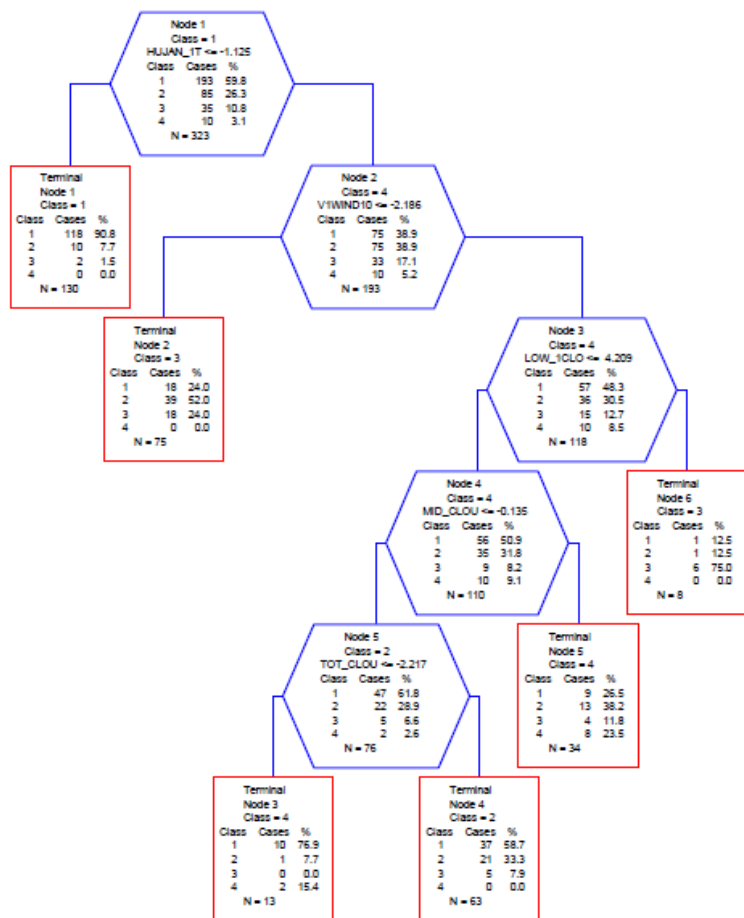 Node 1
Class = 1
HUJAN_1T <= -1.125
Class Cases %
1 193 59.8
2 85 26.3
3 35 10.8
4 10 3.1
N = 323
Terminal
Node 1
Class = 1
Class Cases %
1 118 90.8
2 10 7.7
3 2 1.5
4 0 0.0
N = 130
Node 2
Class = 4
V1WIND10 <= -2.186
Class Cases %
1 75 38.9
2 75 38.9
3 33 17.1
4 10 5.2
N = 193
Terminal
Node 2
Class = 3
Class Cases %
1 18 24.0
2 39 52.0
3 18 24.0
4 0 0.0
N = 75
Node 3
Class = 4
LOW_1CLO <= 4.209
Class Cases %
1 57 48.3
2 36 30.5
3 15 12.7
4 10 8.5
N = 118
Node 4
Class = 4
MID_CLOU <= -0.135
Class Cases %
1 56 50.9
2 35 31.8
3 9 8.2
4 10 9.1
N = 110
Terminal
Node 6
Class = 3
Class Cases %
1 1 12.5
2 1 12.5
3 6 75.0
4 0 0.0
N = 8
Node 5
Class = 2
TOT_CLOU <= -2.217
Class Cases %
1 47 61.8
2 22 28.9
3 5 6.6
4 2 2.6
N = 76
Terminal
Node 5
Class = 4
Class Cases %
1 9 26.5
2 13 38.2
3 4 11.8
4 8 23.5
N = 34
Terminal
Node 3
Class = 4
Class Cases %
1 10 76.9
2 1 7.7
3 0 0.0
4 2 15.4
N = 13
Terminal
Node 4
Class = 2
Class Cases %
1 37 58.7
2 21 33.3
3 5 7.9
4 0 0.0
N = 63